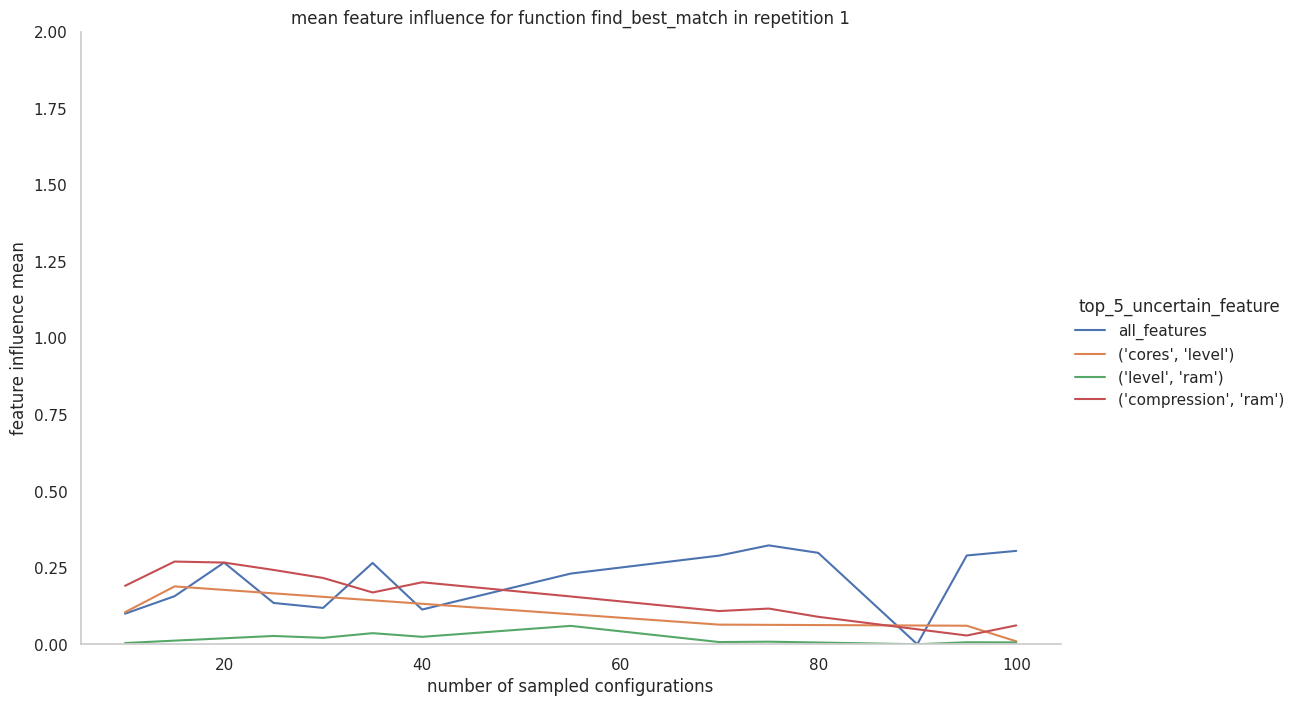 mean feature influence for function find_best_match in repetition 1
2.00
1.75
1.50
1.25
1.00
0.75
0.50
0.25
0.00
feature influence mean
20 40 60 80 100
number of sampled configurations
top_5_uncertain_feature
all_features
('cores', 'level')
('level', 'ram')
('compression', 'ram')